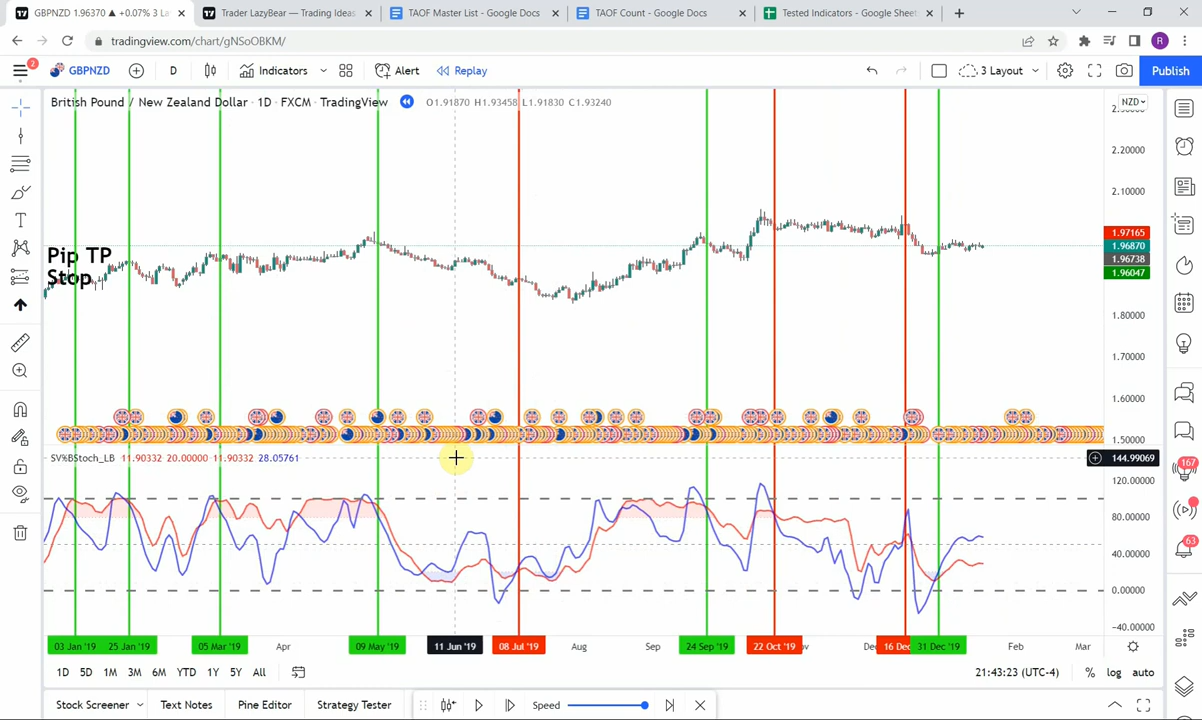 GBPNZD 1.96370 ▲ +0.07% 3 La
Trader LazyBear — Trading Ideas
TAOF Master List - Google Docs
TAOF Count - Google Docs
Tested Indicators - Google Sheet
tradingview.com/chart/gNSoOBKM/
R
2
GBPNZD
D
Indicators
Alert
Replay
3 Layout
Publish
British Pound / New Zealand Dollar · 1D · FXCM · TradingView
O1.91870 H1.93458 L1.91830 C1.93240
NZD
2.20000
2.10000
1.97165
1.96870
1.96738
1.96047
1.80000
1.70000
1.60000
1.50000
Pip TP
Stop
SV%BStoch_LB 11.90332 20.00000 11.90332 28.05761
144.99069
120.00000
80.00000
40.00000
0.00000
−40.00000
167
63
03 Jan '19
25 Jan '19
05 Mar '19
Apr
09 May '19
11 Jun '19
08 Jul '19
Aug
Sep
24 Sep '19
22 Oct '19
16 Dec
31 Dec '19
Feb
Mar
1D 5D 1M 3M 6M YTD 1Y 5Y All
21:43:23 (UTC-4)
% log auto
Stock Screener
Text Notes
Pine Editor
Strategy Tester
Speed